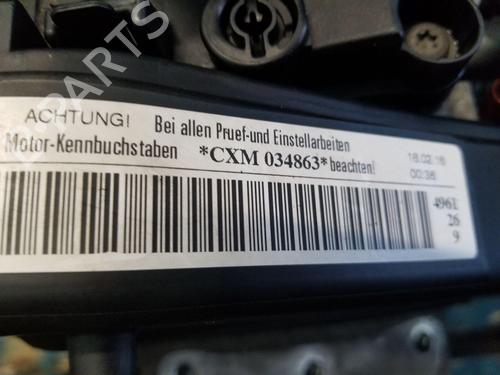 B-PARTS
ACHTUNG! Bei allen Pruef-und Einstellarbeiten
Motor-Kennbuchstaben *CXM 034863* beachten! 18.02.16
00:36
4961
26
9